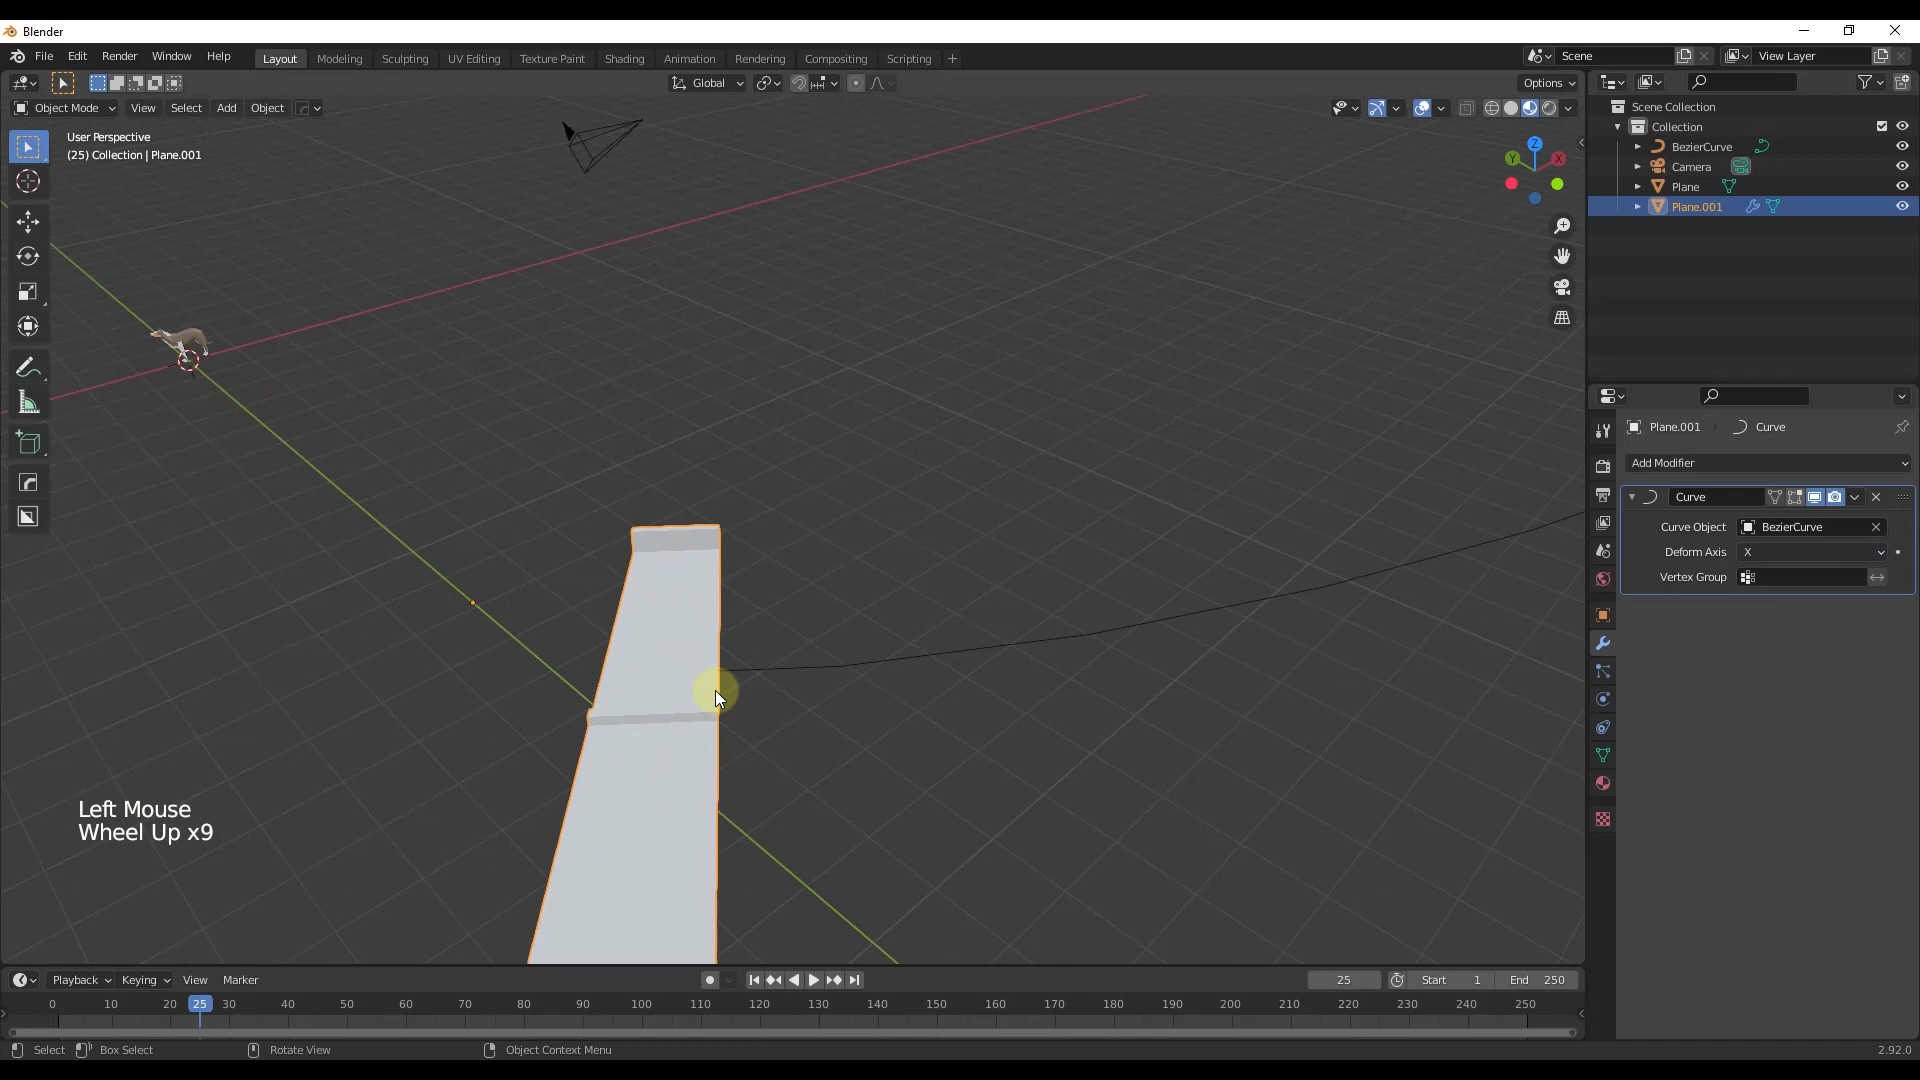 Blender
File Edit Render Window Help Layout Modeling Sculpting UV Editing Texture Paint Shading Animation Rendering Compositing Scripting + Scene View Layer
Global Options
Object Mode View Select Add Object
User Perspective
(25) Collection | Plane.001
Z
Y X
Scene Collection
Collection
BezierCurve
Camera
Plane
Plane.001
Plane.001 Curve
Add Modifier
Curve
Curve Object BezierCurve
Deform Axis X
Vertex Group
Left Mouse
Wheel Up x9
Playback Keying View Marker 25 Start 1 End 250
0 10 20 25 30 40 50 60 70 80 90 100 110 120 130 140 150 160 170 180 190 200 210 220 230 240 250
Select Box Select Rotate View Object Context Menu 2.92.0